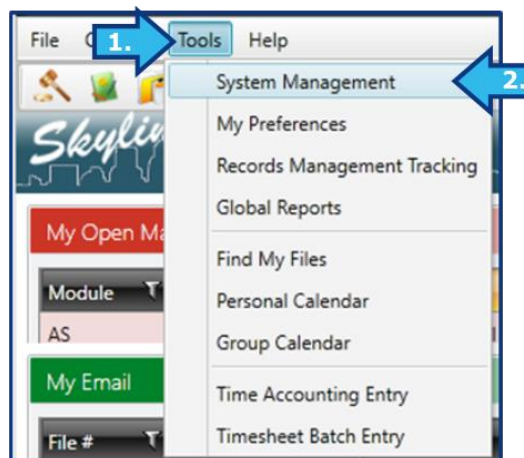 File
1.
Tools
Help
System Management
2.
My Preferences
Records Management Tracking
Global Reports
My Open
Find My Files
Module
Personal Calendar
AS
Group Calendar
My Email
Time Accounting Entry
File #
Timesheet Batch Entry